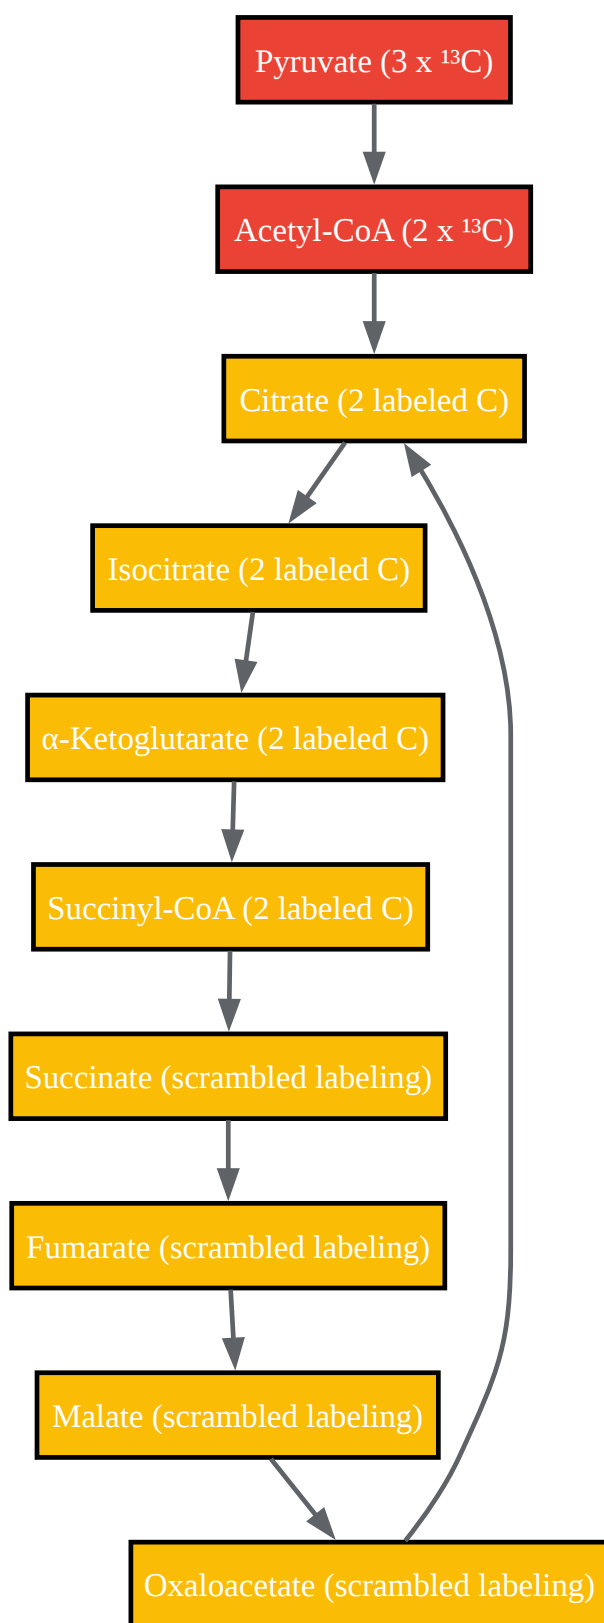 Pyruvate (3 x ¹³C)
Acetyl-CoA (2 x ¹³C)
Citrate (2 labeled C)
Isocitrate (2 labeled C)
α-Ketoglutarate (2 labeled C)
Succinyl-CoA (2 labeled C)
Succinate (scrambled labeling)
Fumarate (scrambled labeling)
Malate (scrambled labeling)
Oxaloacetate (scrambled labeling)